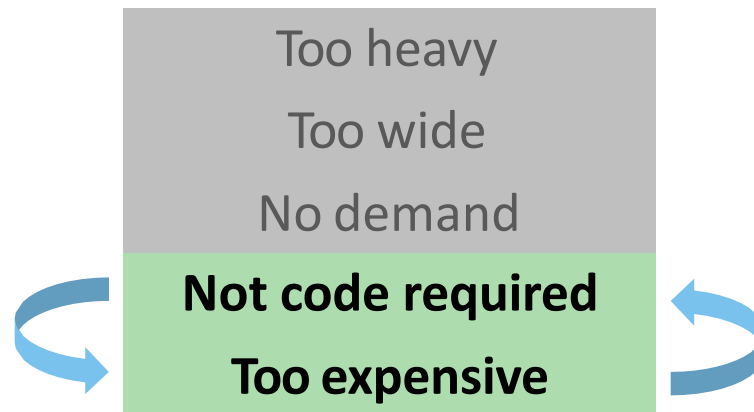 Too heavy
Too wide
No demand
Not code required
Too expensive